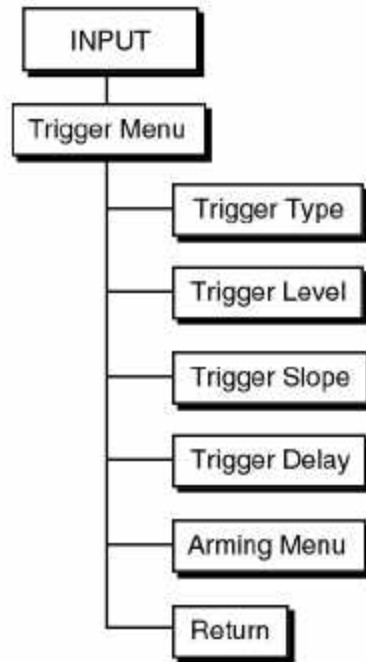 INPUT
Trigger Menu
Trigger Type
Trigger Level
Trigger Slope
Trigger Delay
Arming Menu
Return